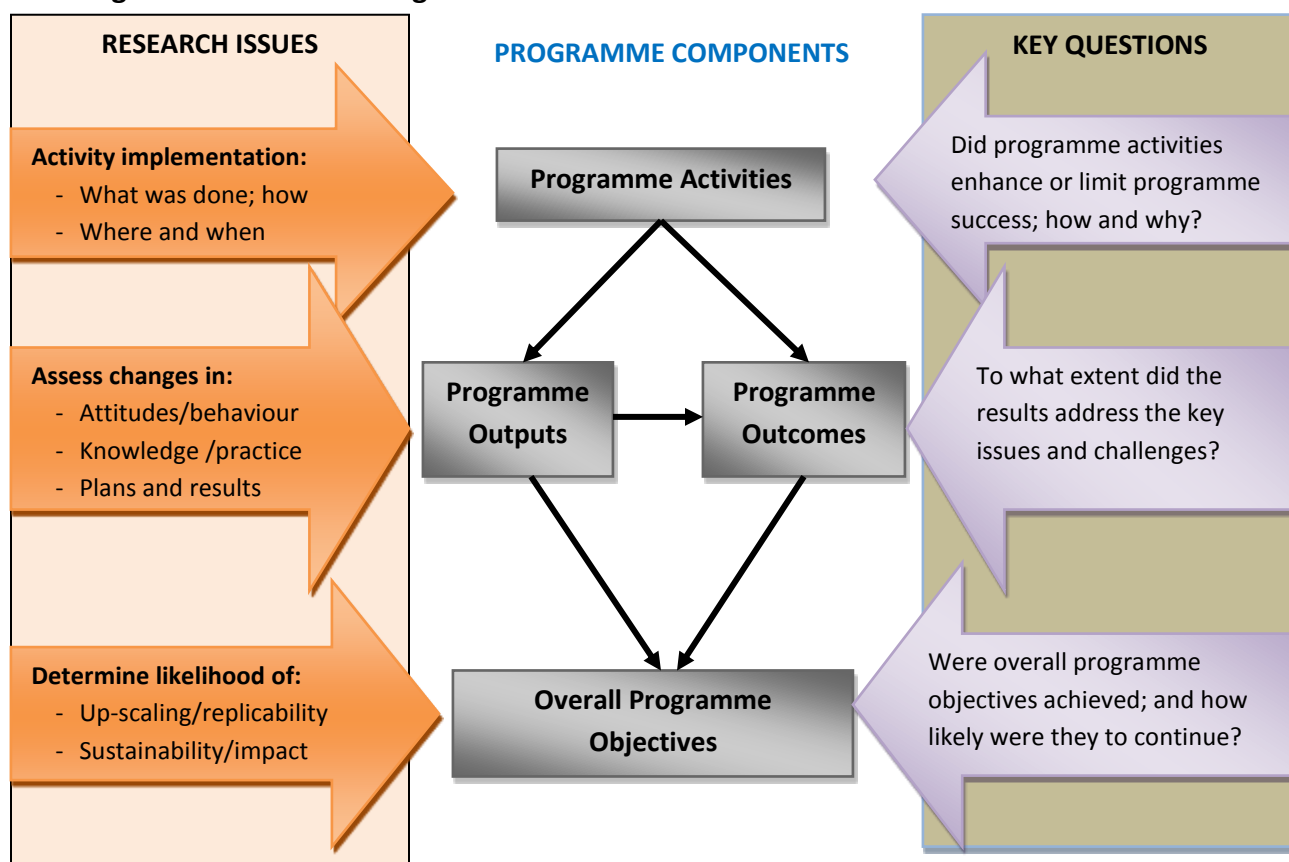 RESEARCH ISSUES
PROGRAMME COMPONENTS
KEY QUESTIONS
Activity implementation:
- What was done; how
- Where and when
Programme Activities
Did programme activities
enhance or limit programme
success; how and why?
Assess changes in:
- Attitudes/behaviour
- Knowledge /practice
- Plans and results
Programme
Outputs
Programme
Outcomes
To what extent did the
results address the key
issues and challenges?
Determine likelihood of:
- Up-scaling/replicability
- Sustainability/impact
Overall Programme
Objectives
Were overall programme
objectives achieved; and how
likely were they to continue?